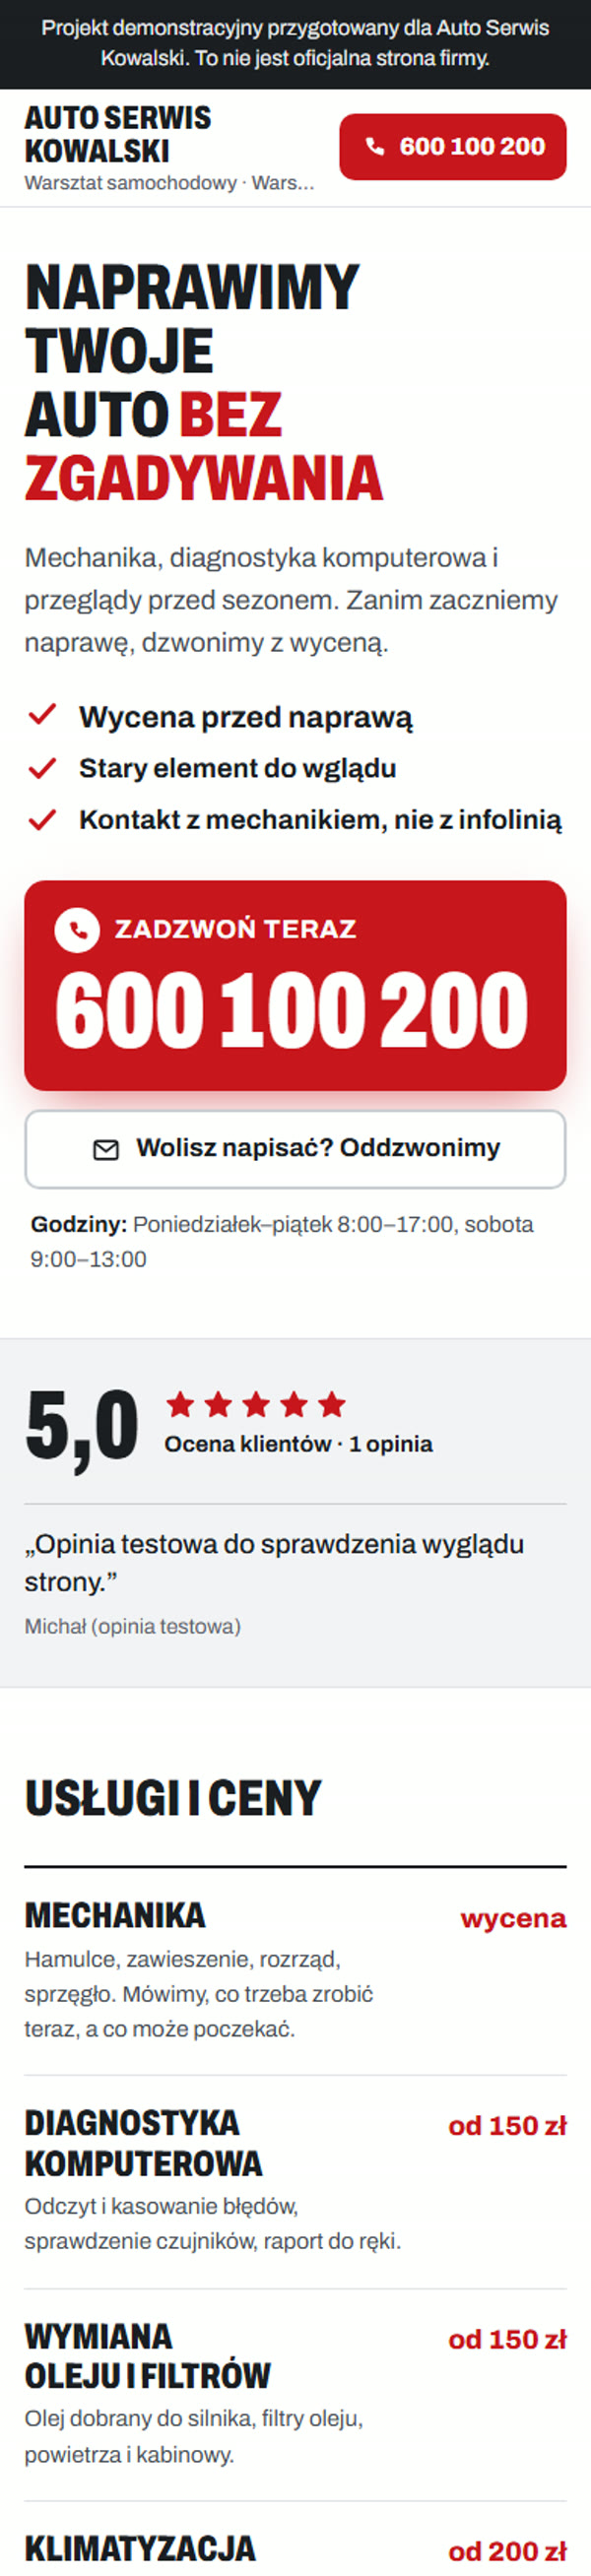 Projekt demonstracyjny przygotowany dla Auto Serwis
Kowalski. To nie jest oficjalna strona firmy.
AUTO SERWIS
KOWALSKI
Warsztat samochodowy · Wars...
600 100 200
NAPRAWIMY
TWOJE
AUTO BEZ
ZGADYWANIA
Mechanika, diagnostyka komputerowa i
przeglądy przed sezonem. Zanim zaczniemy
naprawę, dzwonimy z wyceną.
Wycena przed naprawą
Stary element do wglądu
Kontakt z mechanikiem, nie z infolinią
ZADZWOŃ TERAZ
600 100 200
Wolisz napisać? Oddzwonimy
Godziny: Poniedziałek–piątek 8:00–17:00, sobota
9:00–13:00
5,0
Ocena klientów · 1 opinia
„Opinia testowa do sprawdzenia wyglądu
strony.”
Michał (opinia testowa)
USŁUGI I CENY
MECHANIKA
wycena
Hamulce, zawieszenie, rozrząd,
sprzęgło. Mówimy, co trzeba zrobić
teraz, a co może poczekać.
DIAGNOSTYKA
KOMPUTEROWA
od 150 zł
Odczyt i kasowanie błędów,
sprawdzenie czujników, raport do ręki.
WYMIANA
OLEJU I FILTRÓW
od 150 zł
Olej dobrany do silnika, filtry oleju,
powietrza i kabinowy.
KLIMATYZACJA
od 200 zł